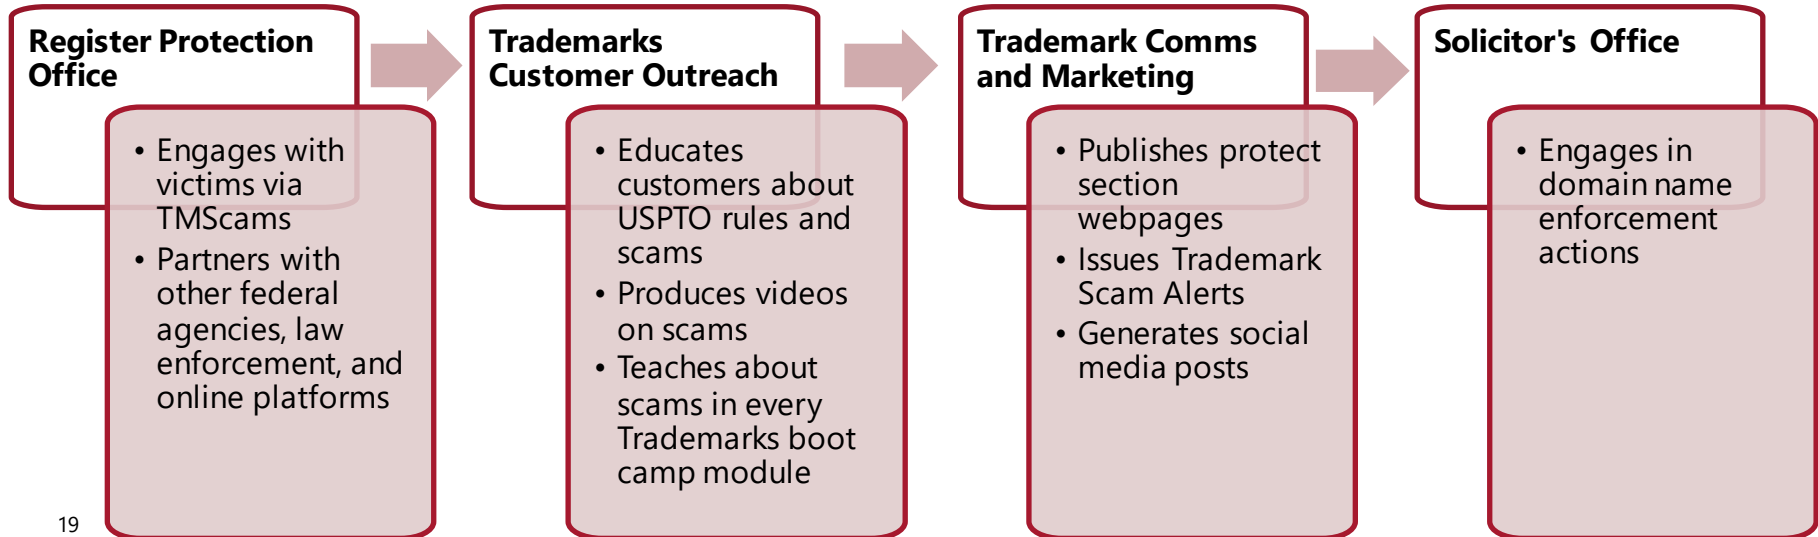 Register Protection
Office
• Engages with
victims via
TMScams
• Partners with
other federal
agencies, law
enforcement, and
online platforms
Trademarks
Customer Outreach
• Educates
customers about
USPTO rules and
scams
• Produces videos
on scams
• Teaches about
scams in every
Trademarks boot
camp module
Trademark Comms
and Marketing
• Publishes protect
section
webpages
• Issues Trademark
Scam Alerts
• Generates social
media posts
Solicitor's Office
• Engages in
domain name
enforcement
actions
19